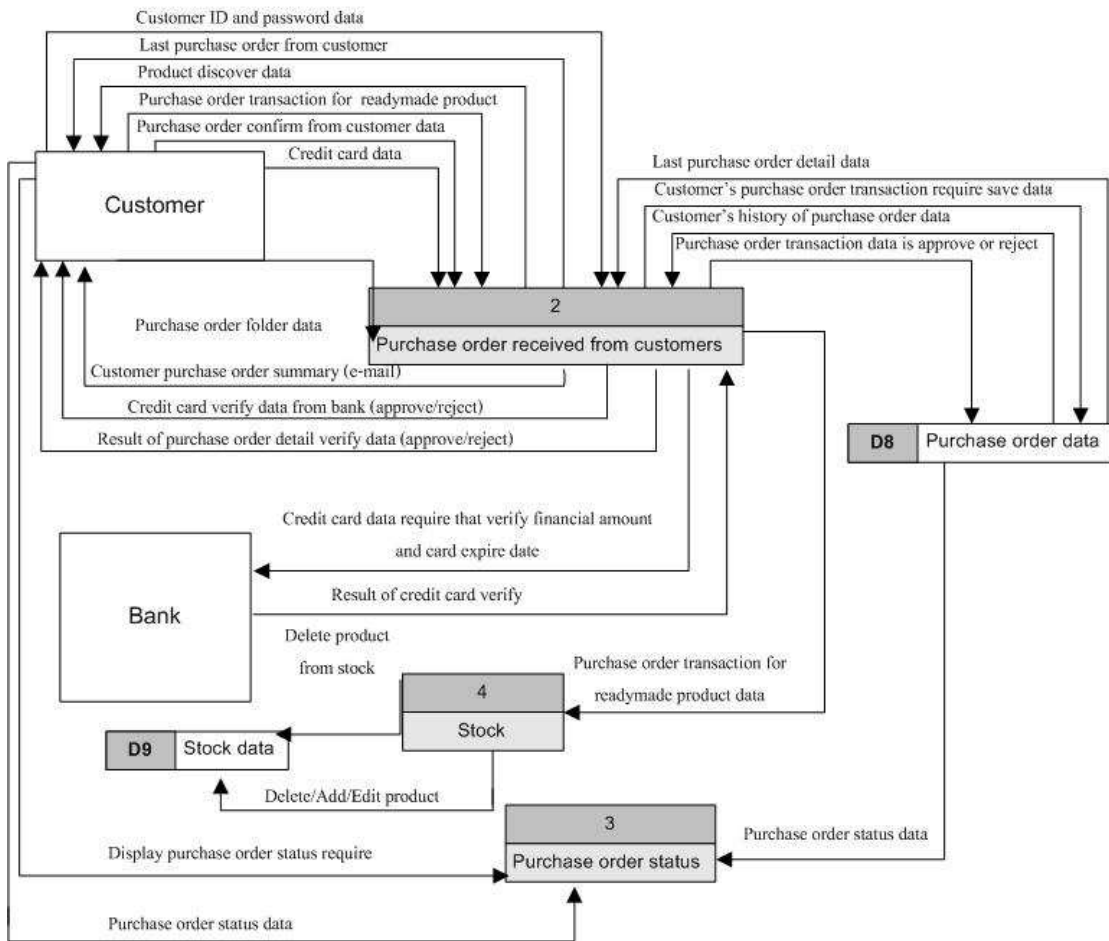 Customer ID and password data
Last purchase order from customer
Product discover data
Purchase order transaction for readymade product
Purchase order confirm from customer data
Credit card data
Last purchase order detail data
Customer's purchase order transaction require save data
Customer's history of purchase order data
Purchase order transaction data is approve or reject
Customer
2
Purchase order received from customers
Purchase order folder data
Customer purchase order summary (e-mail)
Credit card verify data from bank (approve/reject)
Result of purchase order detail verify data (approve/reject)
D8
Purchase order data
Credit card data require that verify financial amount
and card expire date
Bank
Result of credit card verify
Delete product
from stock
Purchase order transaction for
readymade product data
4
Stock
D9
Stock data
Delete/Add/Edit product
3
Purchase order status
Purchase order status data
Display purchase order status require
Purchase order status data